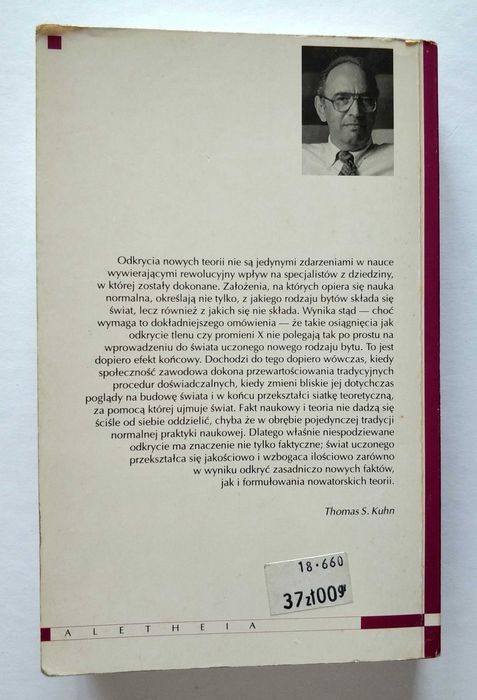 Odkrycia nowych teorii nie są jedynymi zdarzeniami w nauce
wywierającymi rewolucyjny wpływ na specjalistów z dziedziny,
w której zostały dokonane. Założenia, na których opiera się nauka
normalna, określają nie tylko, z jakiego rodzaju bytów składa się
świat, lecz również z jakich się nie składa. Wynika stąd — choć
wymaga to dokładniejszego omówienia — że takie osiągnięcia jak
odkrycie tlenu czy promieni X nie polegają tak po prostu na
wprowadzeniu do świata uczonego nowego rodzaju bytu. To jest
dopiero efekt końcowy. Dochodzi do tego dopiero wówczas, kiedy
społeczność zawodowa dokona przewartościowania tradycyjnych
procedur doświadczalnych, kiedy zmieni bliskie jej dotychczas
poglądy na budowę świata i w końcu przekształci siatkę teoretyczną,
za pomocą której ujmuje świat. Fakt naukowy i teoria nie dadzą się
ściśle od siebie oddzielić, chyba że w obrębie pojedynczej tradycji
normalnej praktyki naukowej. Dlatego właśnie niespodziewane
odkrycie ma znaczenie nie tylko faktyczne; świat uczonego
przekształca się jakościowo i wzbogaca ilościowo zarówno
w wyniku odkryć zasadniczo nowych faktów,
jak i formułowania nowatorskich teorii.
Thomas S. Kuhn
18·660
37zł00gr
ALETHEIA